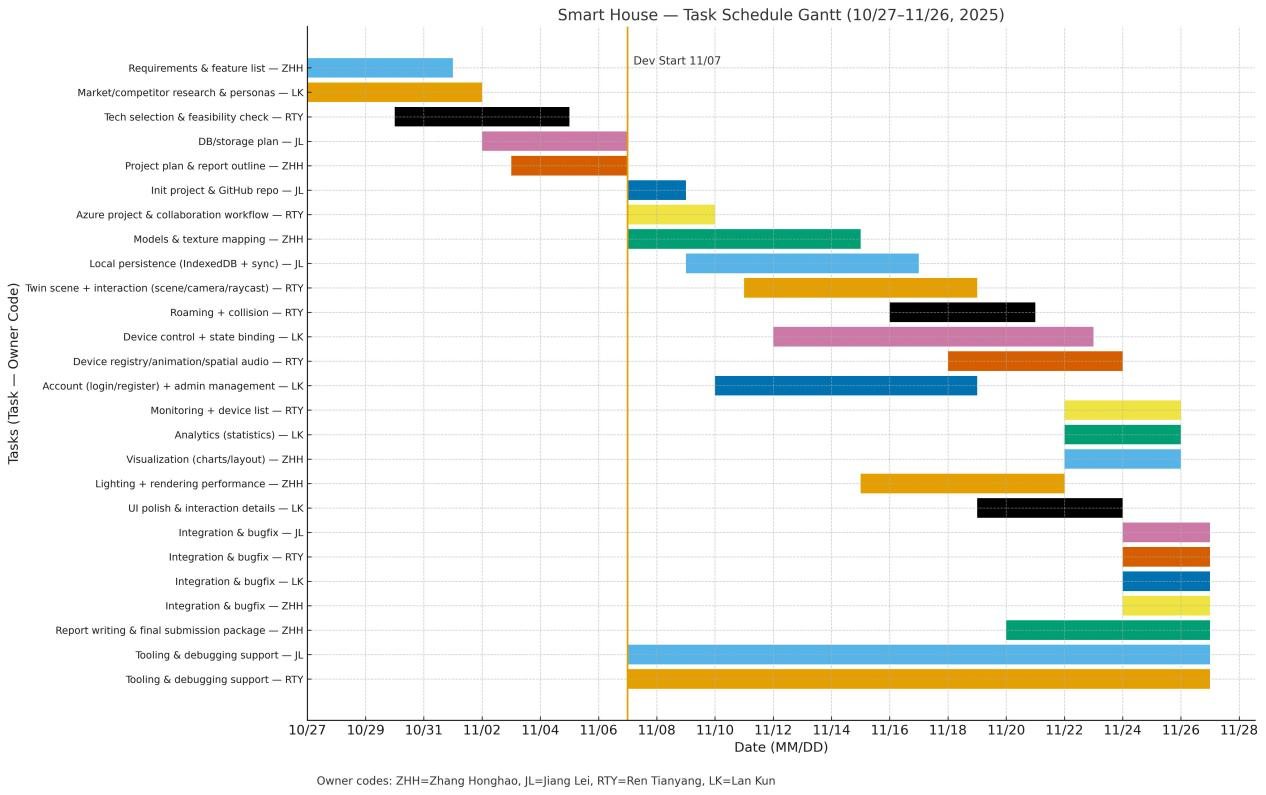 Smart House — Task Schedule Gantt (10/27–11/26, 2025)
Dev Start 11/07
Tasks (Task — Owner Code)
Requirements & feature list — ZHH
Market/competitor research & personas — LK
Tech selection & feasibility check — RTY
DB/storage plan — JL
Project plan & report outline — ZHH
Init project & GitHub repo — JL
Azure project & collaboration workflow — RTY
Models & texture mapping — ZHH
Local persistence (IndexedDB + sync) — JL
Twin scene + interaction (scene/camera/raycast) — RTY
Roaming + collision — RTY
Device control + state binding — LK
Device registry/animation/spatial audio — RTY
Account (login/register) + admin management — LK
Monitoring + device list — RTY
Analytics (statistics) — LK
Visualization (charts/layout) — ZHH
Lighting + rendering performance — ZHH
UI polish & interaction details — LK
Integration & bugfix — JL
Integration & bugfix — RTY
Integration & bugfix — LK
Integration & bugfix — ZHH
Report writing & final submission package — ZHH
Tooling & debugging support — JL
Tooling & debugging support — RTY
10/27 10/29 10/31 11/02 11/04 11/06 11/08 11/10 11/12 11/14 11/16 11/18 11/20 11/22 11/24 11/26 11/28
Date (MM/DD)
Owner codes: ZHH=Zhang Honghao, JL=Jiang Lei, RTY=Ren Tianyang, LK=Lan Kun